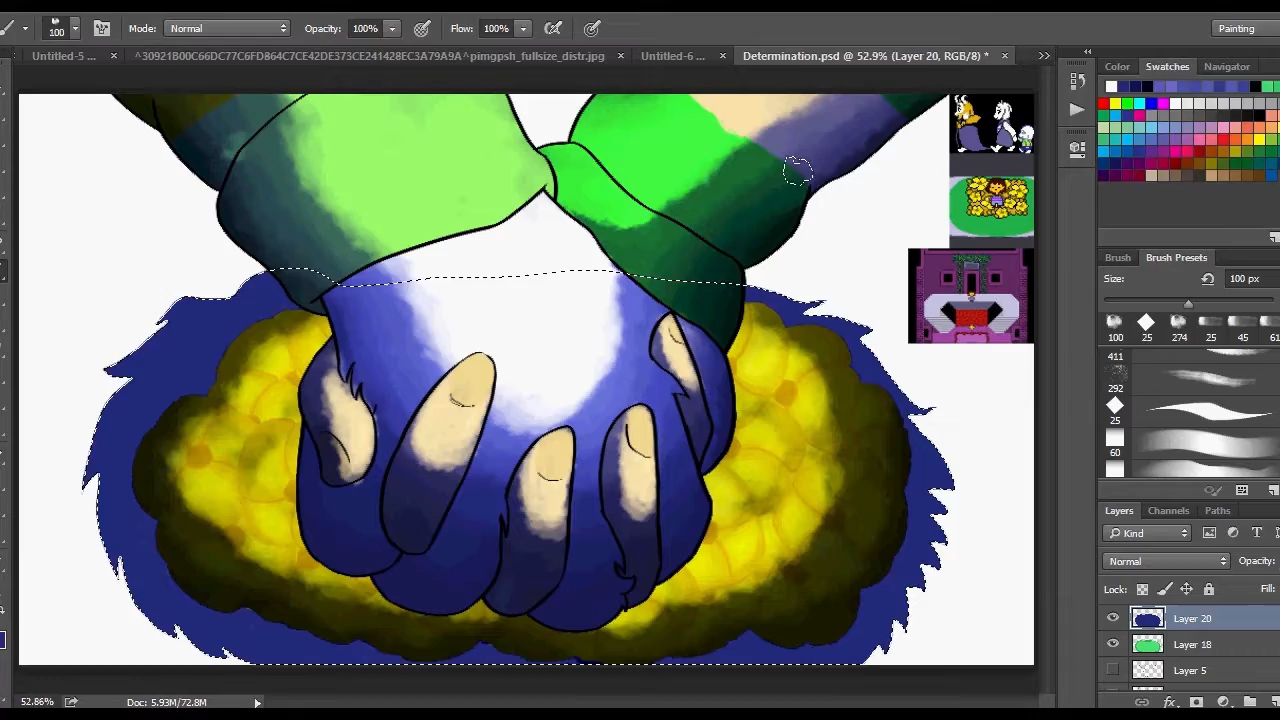 100 Mode: Normal Opacity: 100% Flow: 100% Painting
Untitled-5 ... × ^30921B00C66DC77C6FD864C7CE42DE373CE241428EC3A79A9A^pimgpsh_fullsize_distr.jpg × Untitled-6 ... × Determination.psd @ 52.9% (Layer 20, RGB/8) * ×
Color Swatches Navigator
Brush Brush Presets
Size: 100 px
100 25 274 25 45
411
292
25
60
Layers Channels Paths
Kind
Normal Opacity:
Lock: Fill:
Layer 20
Layer 18
Layer 5
52.86% Doc: 5.93M/72.8M